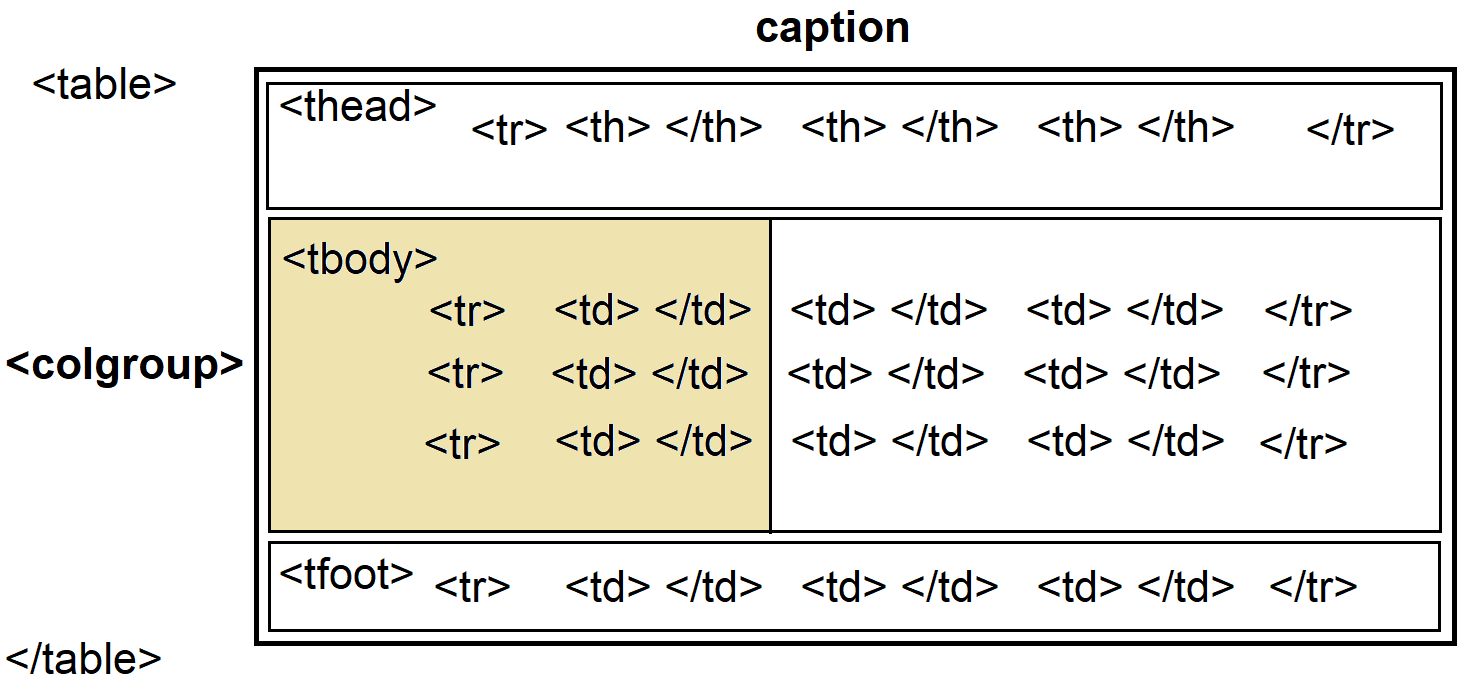 caption
<table>
<thead>
<tr> <th> </th> <th> </th> <th> </th> </tr>
<tbody>
<tr> <td> </td> <td> </td> <td> </td> </tr>
<colgroup>
<tr> <td> </td> <td> </td> <td> </td> </tr>
<tr> <td> </td> <td> </td> <td> </td> </tr>
<tfoot> <tr> <td> </td> <td> </td> <td> </td> </tr>
</table>